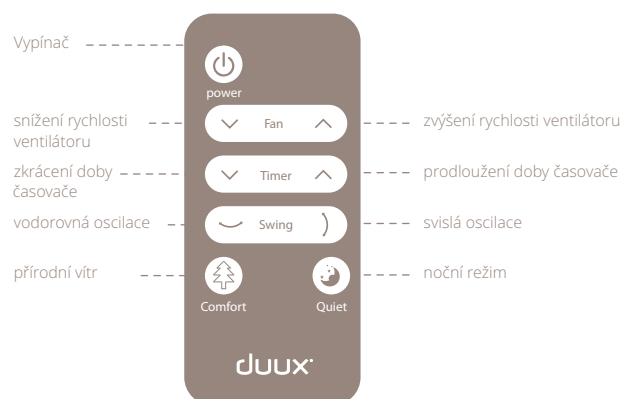 Vypínač
power
snížení rychlosti
ventilátoru
Fan
zvýšení rychlosti ventilátoru
zkrácení doby
časovače
Timer
prodloužení doby časovače
vodorovná oscilace
Swing
svislá oscilace
přírodní vítr
Comfort
Quiet
noční režim
duux